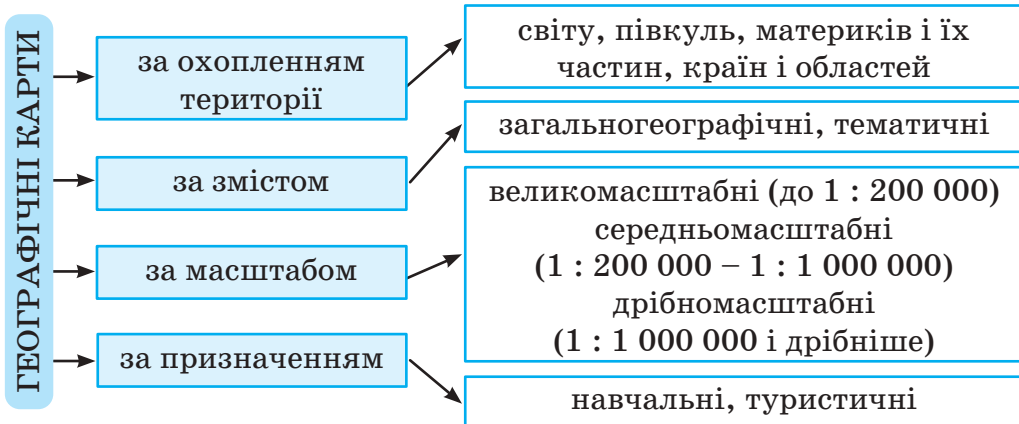 ГЕОГРАФІЧНІ КАРТИ
за охопленням
території
світу, півкуль, материків і їх
частин, країн і областей
за змістом
загальногеографічні, тематичні
за масштабом
великомасштабні (до 1 : 200 000)
середньомасштабні
(1 : 200 000 – 1 : 1 000 000)
дрібномасштабні
(1 : 1 000 000 і дрібніше)
за призначенням
навчальні, туристичні